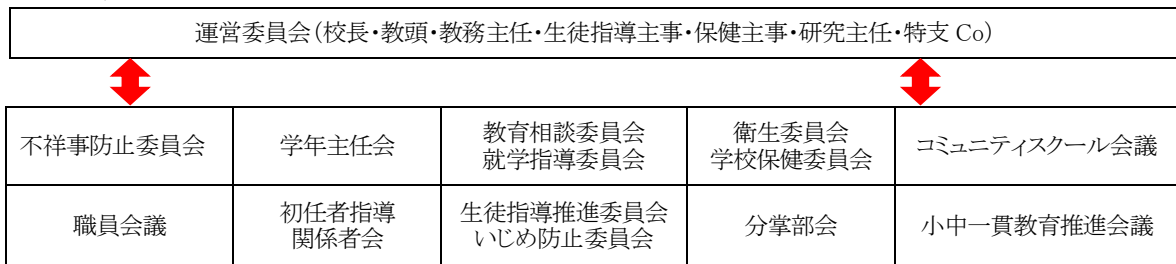 運営委員会(校長・教頭・教務主任・生徒指導主事・保健主事・研究主任・特支 Co)
不祥事防止委員会
学年主任会
教育相談委員会
就学指導委員会
衛生委員会
学校保健委員会
コミュニティスクール会議
職員会議
初任者指導
関係者会
生徒指導推進委員会
いじめ防止委員会
分掌部会
小中一貫教育推進会議